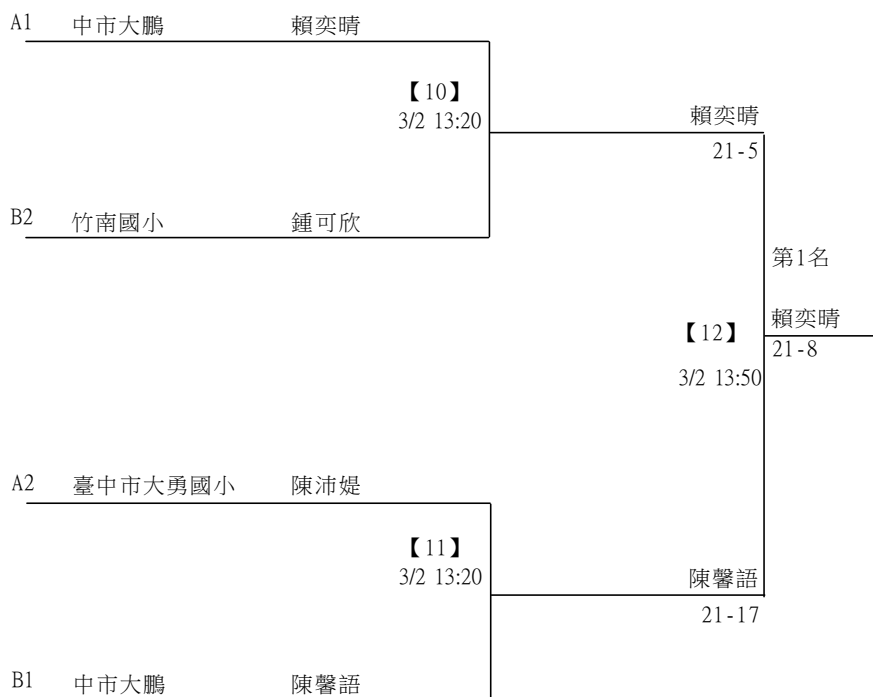 A1 中市大鵬 賴奕晴
【10】
3/2 13:20
賴奕晴
21-5
B2 竹南國小 鍾可欣
第1名
賴奕晴
【12】
21-8
3/2 13:50
A2 臺中市大勇國小 陳沛媞
【11】
3/2 13:20
陳馨語
21-17
B1 中市大鵬 陳馨語